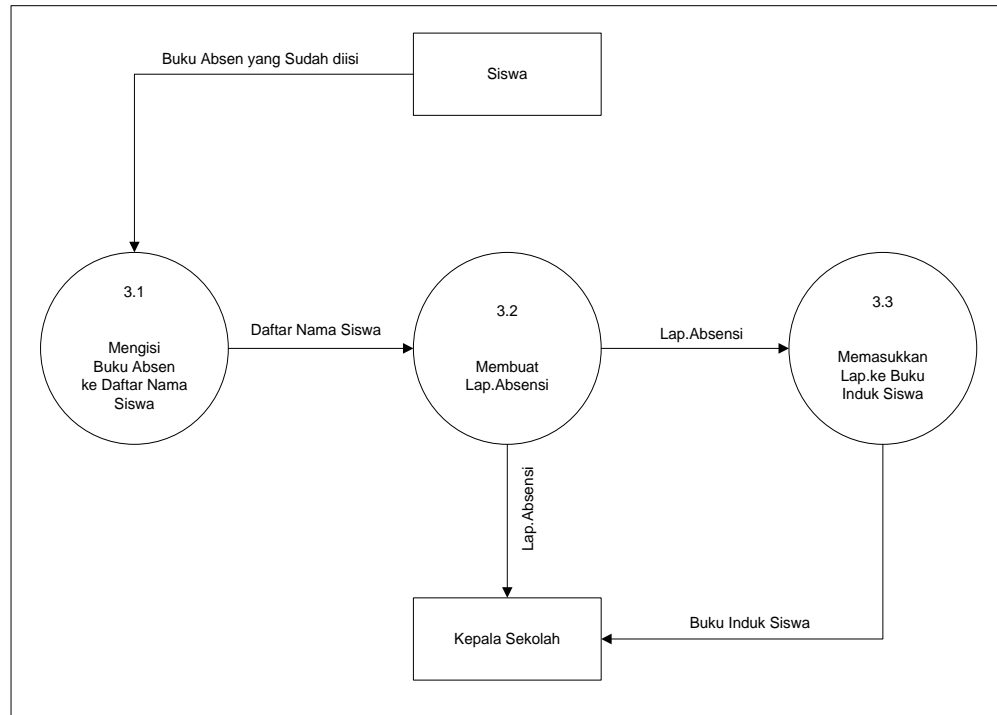 Buku Absen yang Sudah diisi
Siswa
3.1
Mengisi
Buku Absen
ke Daftar Nama
Siswa
Daftar Nama Siswa
3.2
Membuat
Lap.Absensi
Lap.Absensi
3.3
Memasukkan
Lap.ke Buku
Induk Siswa
Lap.Absensi
Kepala Sekolah
Buku Induk Siswa